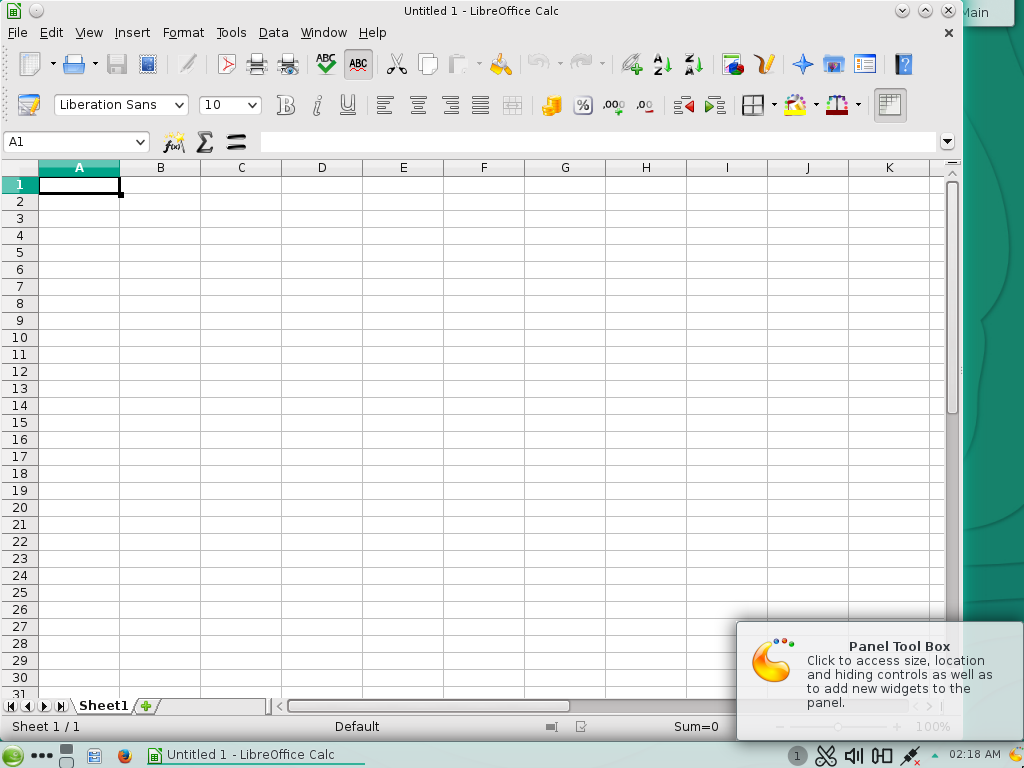 Untitled 1 - LibreOffice Calc
Main
File Edit View Insert Format Tools Data Window Help
ABC ABC A Z Z A
Liberation Sans 10 B i U % .000 .00
A1 f(x) Σ =
A B C D E F G H I J K
1
2
3
4
5
6
7
8
9
10
11
12
13
14
15
16
17
18
19
20
21
22
23
24
25
26
27
28
29
30
31
Panel Tool Box
Click to access size, location
and hiding controls as well as
to add new widgets to the
panel.
Sheet1
Sheet 1 / 1 Default Sum=0 100%
Untitled 1 - LibreOffice Calc 1 02:18 AM